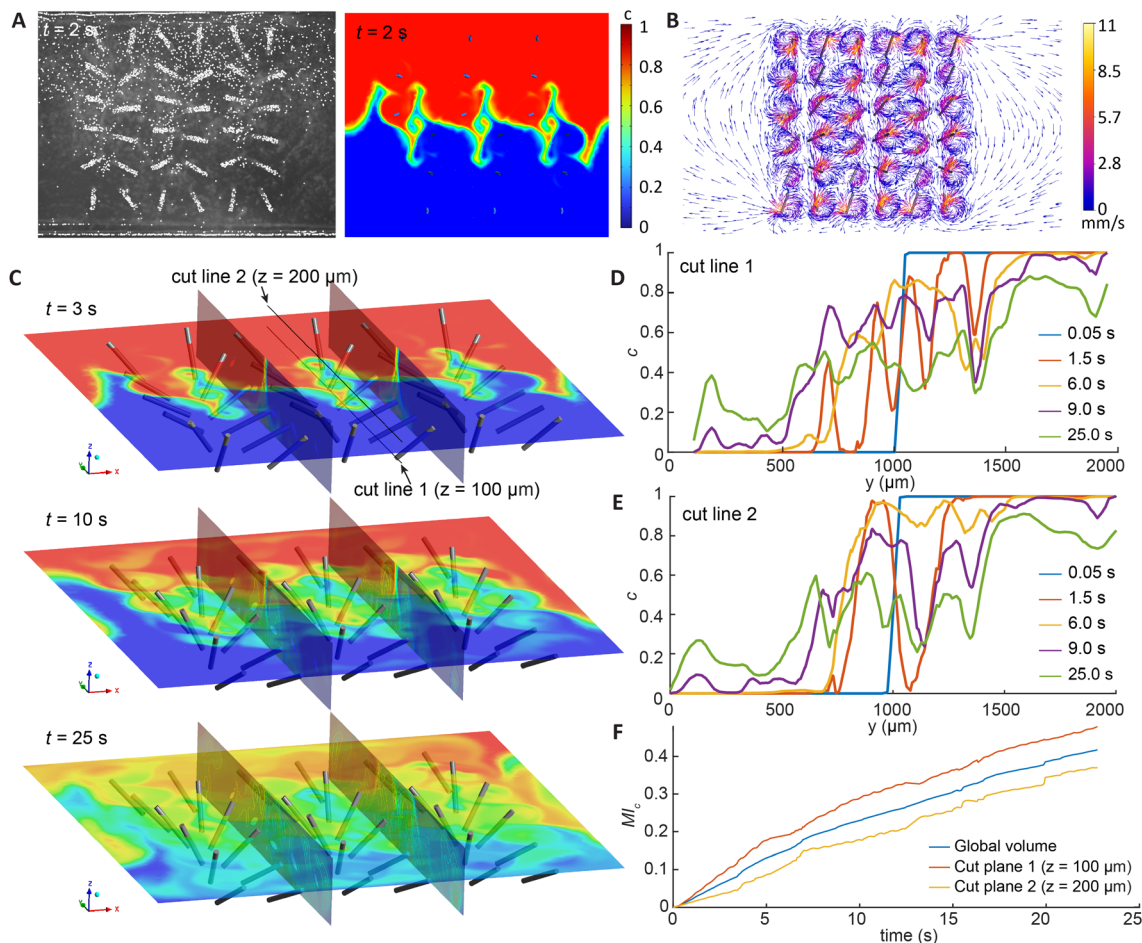 A
t = 2 s
t = 2 s
c
1
0.8
0.6
0.4
0.2
0
B
11
8.5
5.7
2.8
0
mm/s
C
t = 3 s
cut line 2 (z = 200 µm)
cut line 1 (z = 100 µm)
z
Y
X
t = 10 s
z
Y
X
t = 25 s
z
Y
X
D
cut line 1
c
1
0.8
0.6
0.4
0.2
0
0.05 s
1.5 s
6.0 s
9.0 s
25.0 s
0 500 1000 1500 2000
y (µm)
E
cut line 2
c
1
0.8
0.6
0.4
0.2
0
0.05 s
1.5 s
6.0 s
9.0 s
25.0 s
0 500 1000 1500 2000
y (µm)
F
MIc
0.4
0.3
0.2
0.1
0
Global volume
Cut plane 1 (z = 100 µm)
Cut plane 2 (z = 200 µm)
0 5 10 15 20 25
time (s)